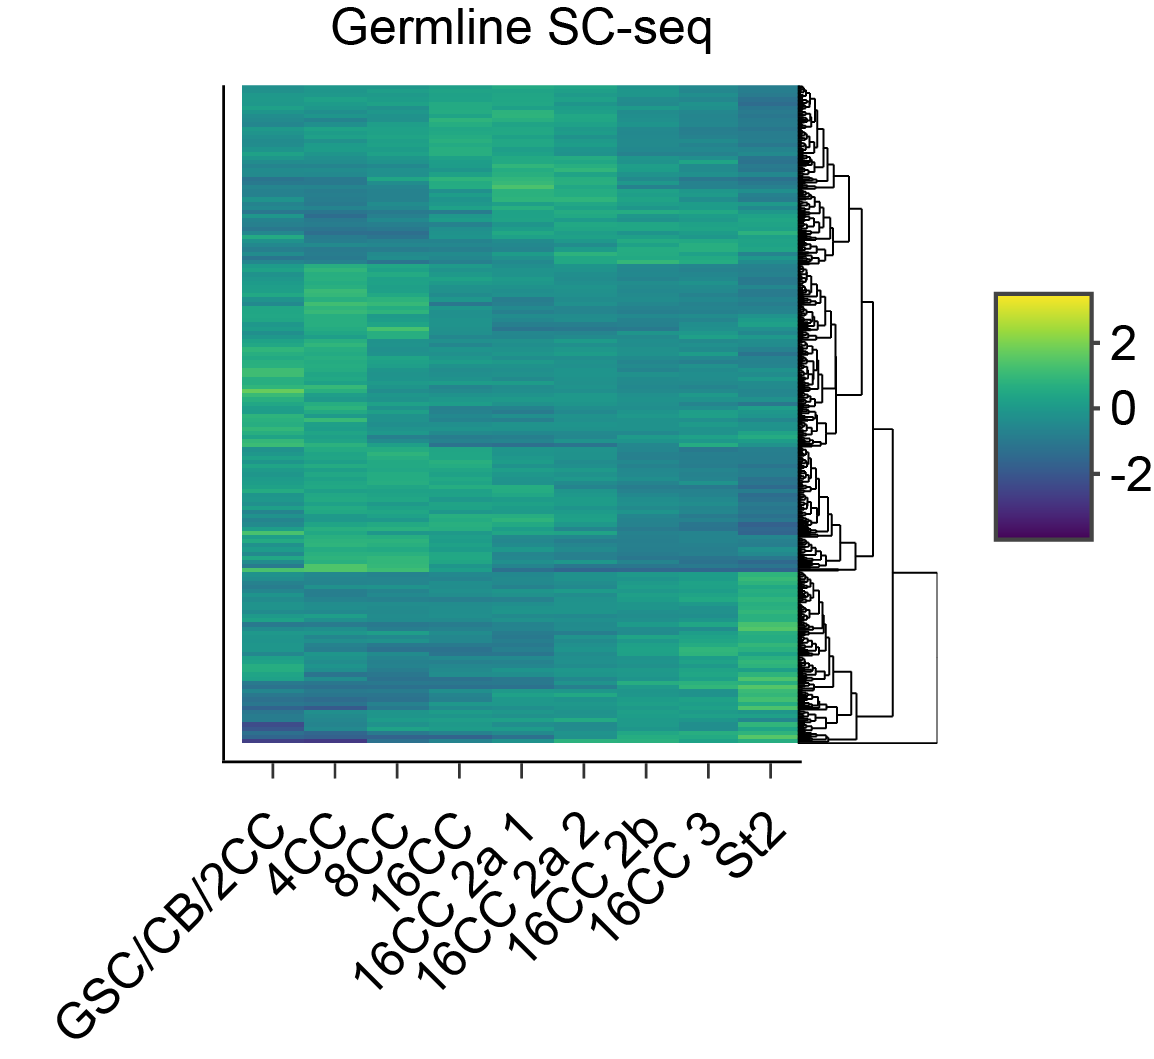 Germline SC-seq
2
0
-2
GSC/CB/2CC
4CC
8CC
16CC
16CC 2a 1
16CC 2a 2
16CC 2b
16CC 3
St2